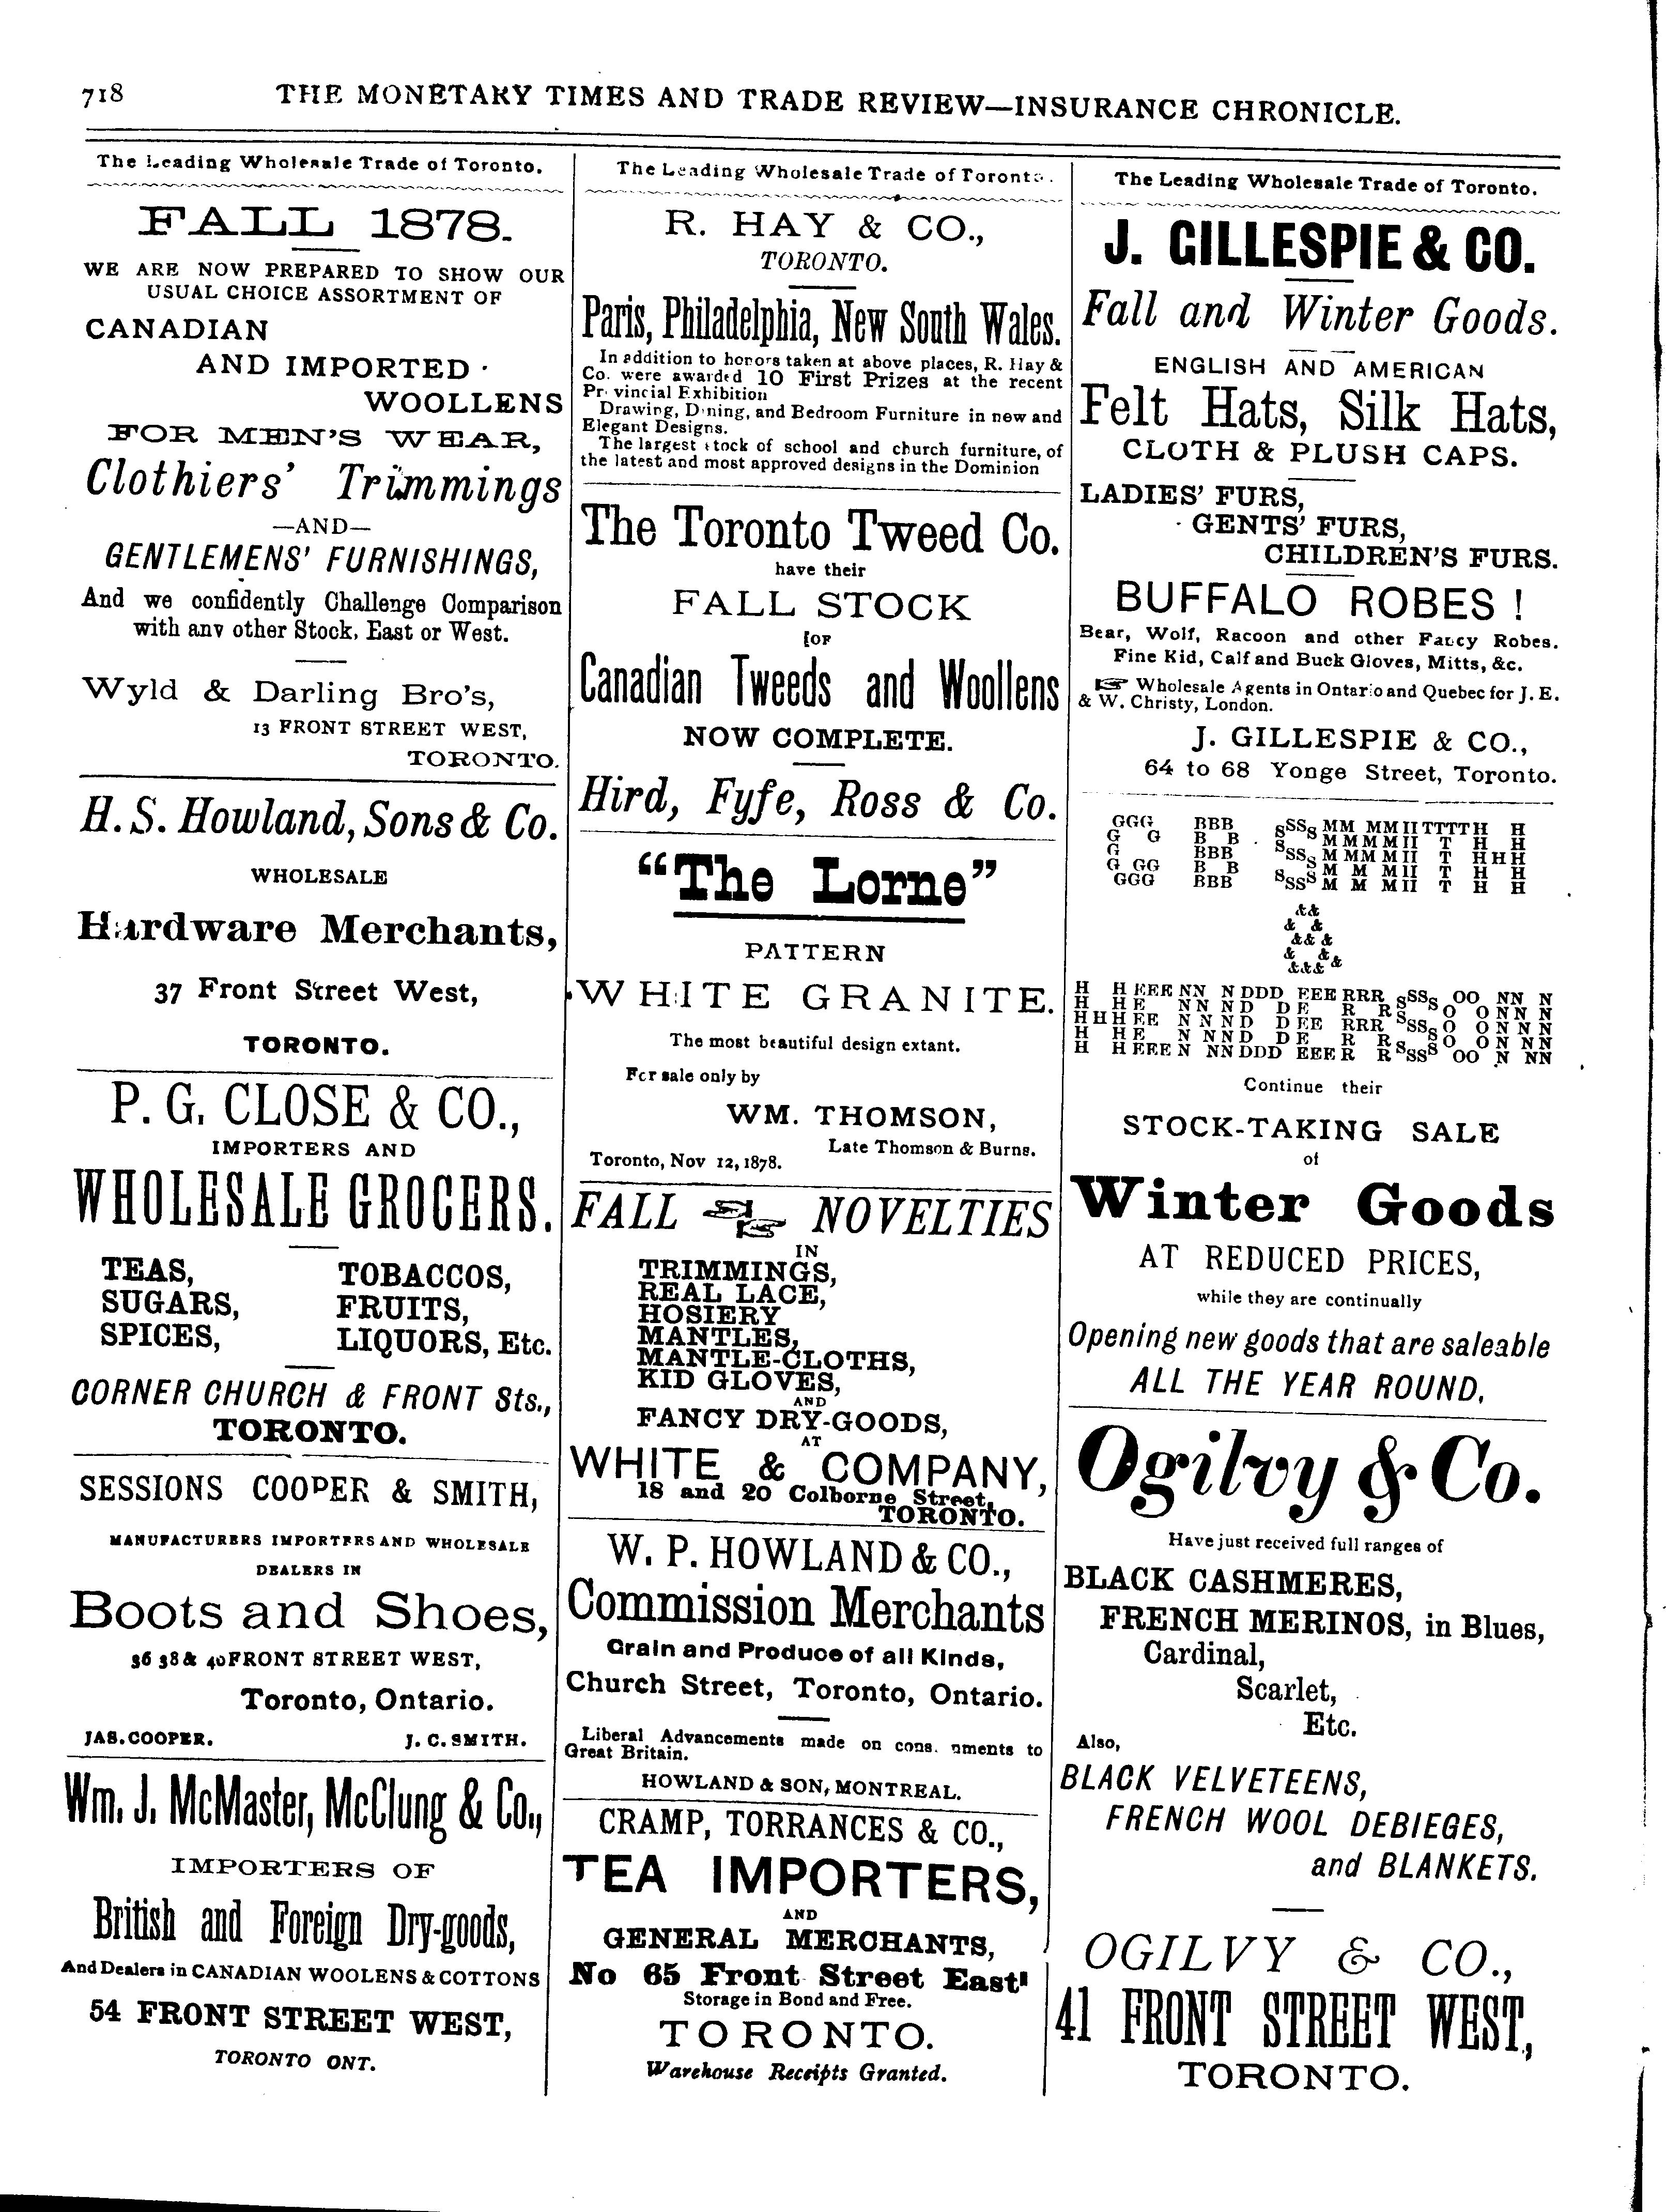 718 THE MONETARY TIMES AND TRADE REVIEW—INSURANCE CHRONICLE.
The Leading Wholesale Trade of Toronto.
FALL 1878.
WE ARE NOW PREPARED TO SHOW OUR
USUAL CHOICE ASSORTMENT OF
CANADIAN
AND IMPORTED
WOOLLENS
FOR MEN'S WEAR,
Clothiers' Trimmings
—AND—
GENTLEMENS' FURNISHINGS,
And we confidently Challenge Comparison
with any other Stock, East or West.
Wyld & Darling Bro's,
13 FRONT STREET WEST,
TORONTO.
H. S. Howland, Sons & Co.
WHOLESALE
Hardware Merchants,
37 Front Street West,
TORONTO.
P. G. CLOSE & CO.,
IMPORTERS AND
WHOLESALE GROCERS.
TEAS, TOBACCOS,
SUGARS, FRUITS,
SPICES, LIQUORS, Etc.
CORNER CHURCH & FRONT Sts.,
TORONTO.
SESSIONS COOPER & SMITH,
MANUFACTURERS IMPORTERS AND WHOLESALE
DEALERS IN
Boots and Shoes,
36 38 & 40 FRONT STREET WEST,
Toronto, Ontario.
JAS. COOPER. J. C. SMITH.
Wm. J. McMaster, McClung & Co.,
IMPORTERS OF
British and Foreign Dry-goods,
And Dealers in CANADIAN WOOLENS & COTTONS
54 FRONT STREET WEST,
TORONTO ONT.
The Leading Wholesale Trade of Toronto.
R. HAY & CO.,
TORONTO.
Paris, Philadelphia, New South Wales.
In addition to honors taken at above places, R. Hay &
Co. were awarded 10 First Prizes at the recent
Provincial Exhibition
Drawing, Dining, and Bedroom Furniture in new and
Elegant Designs.
The largest stock of school and church furniture, of
the latest and most approved designs in the Dominion
The Toronto Tweed Co.
have their
FALL STOCK
[OF
Canadian Tweeds and Woollens
NOW COMPLETE.
Hird, Fyfe, Ross & Co.
"The Lorne"
PATTERN
WHITE GRANITE.
The most beautiful design extant.
For sale only by
WM. THOMSON,
Late Thomson & Burns.
Toronto, Nov 12, 1878.
FALL NOVELTIES
IN
TRIMMINGS,
REAL LACE,
HOSIERY
MANTLES,
MANTLE-CLOTHS,
KID GLOVES,
AND
FANCY DRY-GOODS,
AT
WHITE & COMPANY,
18 and 20 Colborne Street,
TORONTO.
W. P. HOWLAND & CO.,
Commission Merchants
Grain and Produce of all Kinds,
Church Street, Toronto, Ontario.
Liberal Advancements made on to
Great Britain.
HOWLAND & SON, MONTREAL.
CRAMP, TORRANCES & CO.,
TEA IMPORTERS,
AND
GENERAL MERCHANTS,
No 65 Front Street East
Storage in Bond and Free.
TORONTO.
Warehouse Receipts Granted.
The Leading Wholesale Trade of Toronto.
J. GILLESPIE & CO.
Fall and Winter Goods.
ENGLISH AND AMERICAN
Felt Hats, Silk Hats,
CLOTH & PLUSH CAPS.
LADIES' FURS,
GENTS' FURS,
CHILDREN'S FURS.
BUFFALO ROBES !
Bear, Wolf, Racoon and other Fancy Robes.
Fine Kid, Calf and Buck Gloves, Mitts, &c.
☞ Wholesale Agents in Ontario and Quebec for J. E.
& W. Christy, London.
J. GILLESPIE & CO.,
64 to 68 Yonge Street, Toronto.
G B SMITH
&
HENDERSON
Continue their
STOCK-TAKING SALE
of
Winter Goods
AT REDUCED PRICES,
while they are continually
Opening new goods that are saleable
ALL THE YEAR ROUND,
Ogilvy & Co.
Have just received full ranges of
BLACK CASHMERES,
FRENCH MERINOS, in Blues,
Cardinal,
Scarlet,
Etc.
Also,
BLACK VELVETEENS,
FRENCH WOOL DEBIEGES,
and BLANKETS.
OGILVY & CO.,
41 FRONT STREET WEST,
TORONTO.